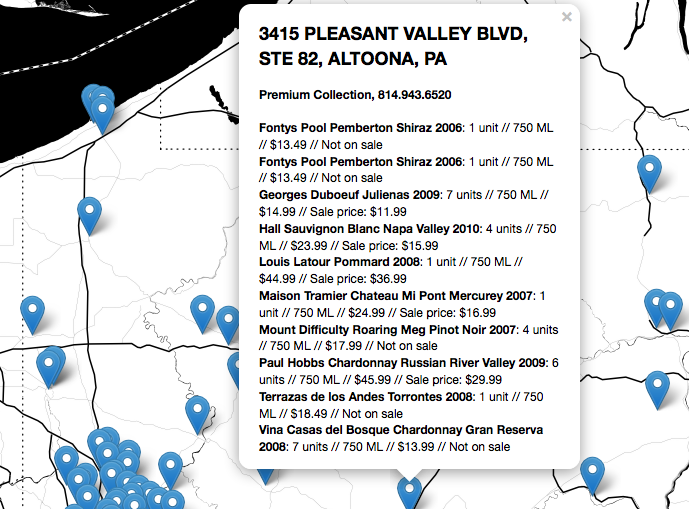 3415 PLEASANT VALLEY BLVD,
STE 82, ALTOONA, PA
Premium Collection, 814.943.6520
Fontys Pool Pemberton Shiraz 2006: 1 unit // 750 ML
// $13.49 // Not on sale
Fontys Pool Pemberton Shiraz 2006: 1 unit // 750 ML
// $13.49 // Not on sale
Georges Duboeuf Julienas 2009: 7 units // 750 ML //
$14.99 // Sale price: $11.99
Hall Sauvignon Blanc Napa Valley 2010: 4 units // 750
ML // $23.99 // Sale price: $15.99
Louis Latour Pommard 2008: 1 unit // 750 ML //
$44.99 // Sale price: $36.99
Maison Tramier Chateau Mi Pont Mercurey 2007: 1
unit // 750 ML // $24.99 // Sale price: $16.99
Mount Difficulty Roaring Meg Pinot Noir 2007: 4 units
// 750 ML // $17.99 // Not on sale
Paul Hobbs Chardonnay Russian River Valley 2009: 6
units // 750 ML // $45.99 // Sale price: $29.99
Terrazas de los Andes Torrontes 2008: 1 unit // 750
ML // $18.49 // Not on sale
Vina Casas del Bosque Chardonnay Gran Reserva
2008: 7 units // 750 ML // $13.99 // Not on sale